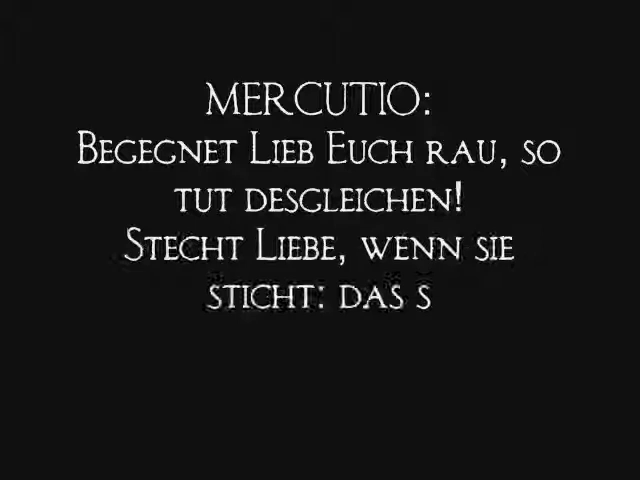 MERCUTIO:
BEGEGNET LIEB EUCH RAU, SO
TUT DESGLEICHEN!
STECHT LIEBE, WENN SIE
STICHT: DAS S